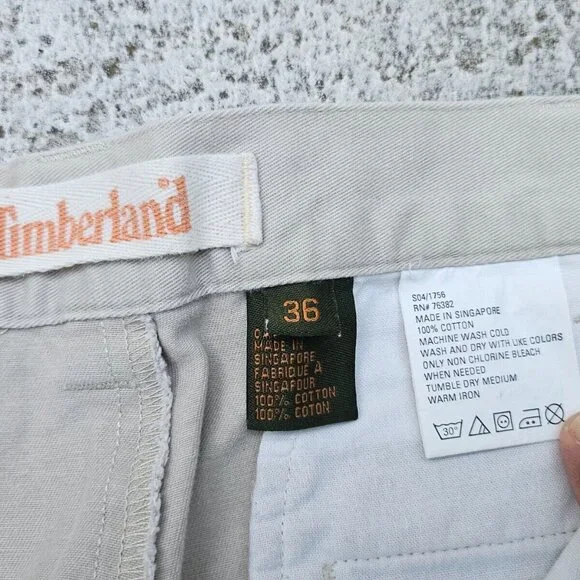 Timberland
36
MADE IN
SINGAPORE
FABRIQUE A
SINGAPOUR
100% COTTON
100% COTON
S04/1756
RN# 76382
MADE IN SINGAPORE
100% COTTON
MACHINE WASH COLD
WASH AND DRY WITH LIKE COLORS
ONLY NON CHLORINE BLEACH
WHEN NEEDED
TUMBLE DRY MEDIUM
WARM IRON
30°